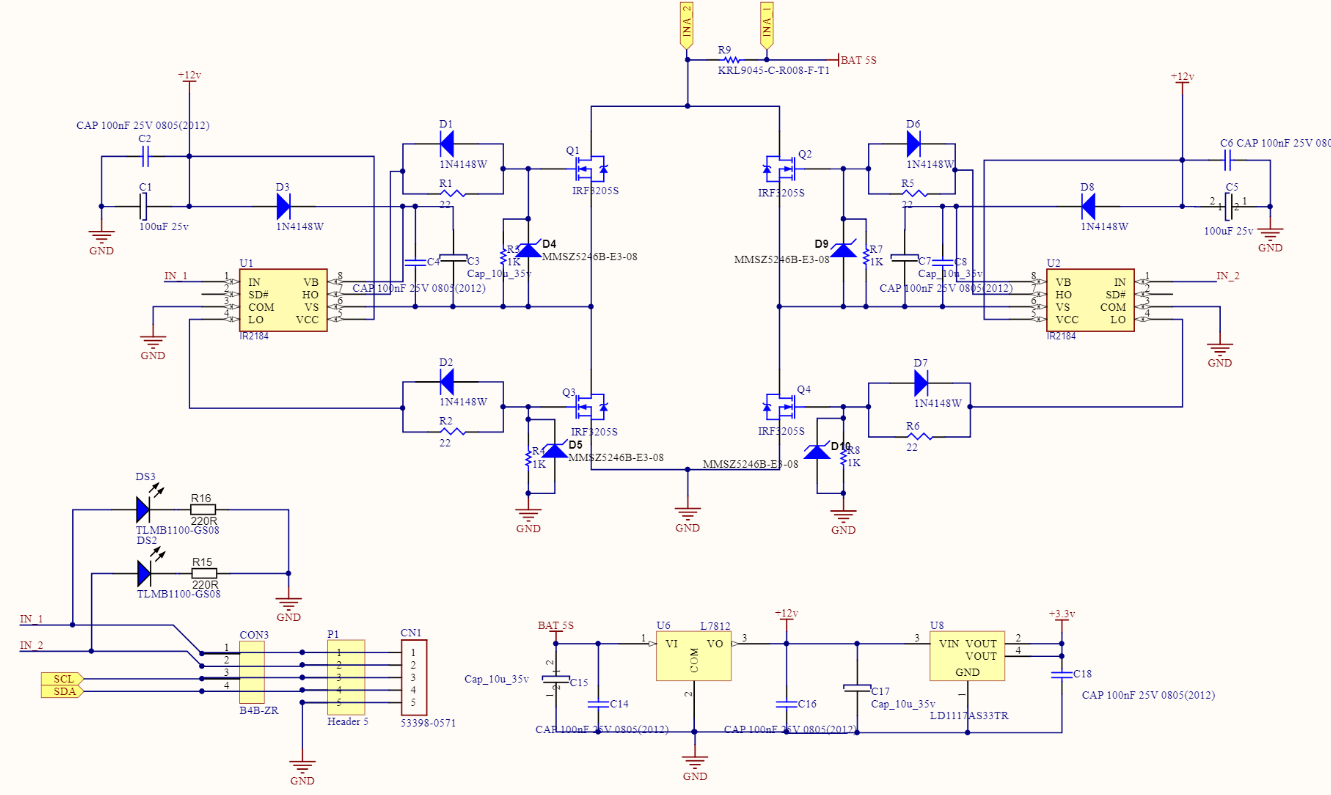 INA_2
INA_1
R9
KRL9045-C-R008-F-T1
BAT 5S
+12v
CAP 100nF 25V 0805(2012)
C2
C1
100uF 25v
GND
D3
1N4148W
D1
1N4148W
R1
22
Q1
IRF3205S
D4
MMSZ5246B-E3-08
1K
C4
C3
Cap_10u_35v
CAP 100nF 25V 0805(2012)
U1
IN_1
1 IN VB 8
2 SD# HO 7
3 COM VS 6
4 LO VCC 5
IR2184
GND
D2
1N4148W
R2
22
Q3
IRF3205S
R4
1K
D5
MMSZ5246B-E3-08
GND
GND
Q2
IRF3205S
D6
1N4148W
R5
22
D9
MMSZ5246B-E3-08
R7
1K
C7
C8
Cap_10u_35v
CAP 100nF 25V 0805(2012)
+12v
C6 CAP 100nF 25V 080
D8
1N4148W
C5
2 1 2 1
100uF 25v
GND
U2
8 VB IN 1
7 HO SD# 2
6 VS COM 3
5 VCC LO 4
IR2184
IN_2
GND
Q4
IRF3205S
D7
1N4148W
R6
22
D10
MMSZ5246B-E3-08
R8
1K
GND
DS3
R16
220R
TLMB1100-GS08
DS2
R15
220R
TLMB1100-GS08
GND
IN_1
IN_2
SCL
SDA
CON3
1
2
3
4
B4B-ZR
P1
1
2
3
4
5
Header 5
CN1
1
2
3
4
5
53398-0571
GND
BAT 5S
2
1 2
Cap_10u_35v
C15
C14
CAP 100nF 25V 0805(2012)
U6
L7812
1 VI VO 3
COM
2
GND
+12v
C16
CAP 100nF 25V 0805(2012)
C17
Cap_10u_35v
U8
3 VIN VOUT 2
VOUT 4
GND
1
LD1117AS33TR
+3.3v
C18
CAP 100nF 25V 0805(2012)